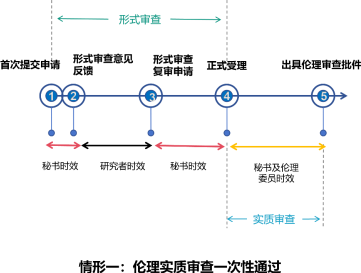 形式审查
首次提交申请
形式审查意见
反馈
形式审查
复审申请
正式受理
出具伦理审查批件
1
2
3
4
5
秘书时效
研究者时效
秘书时效
秘书及伦理
委员时效
实质审查
情形一：伦理实质审查一次性通过